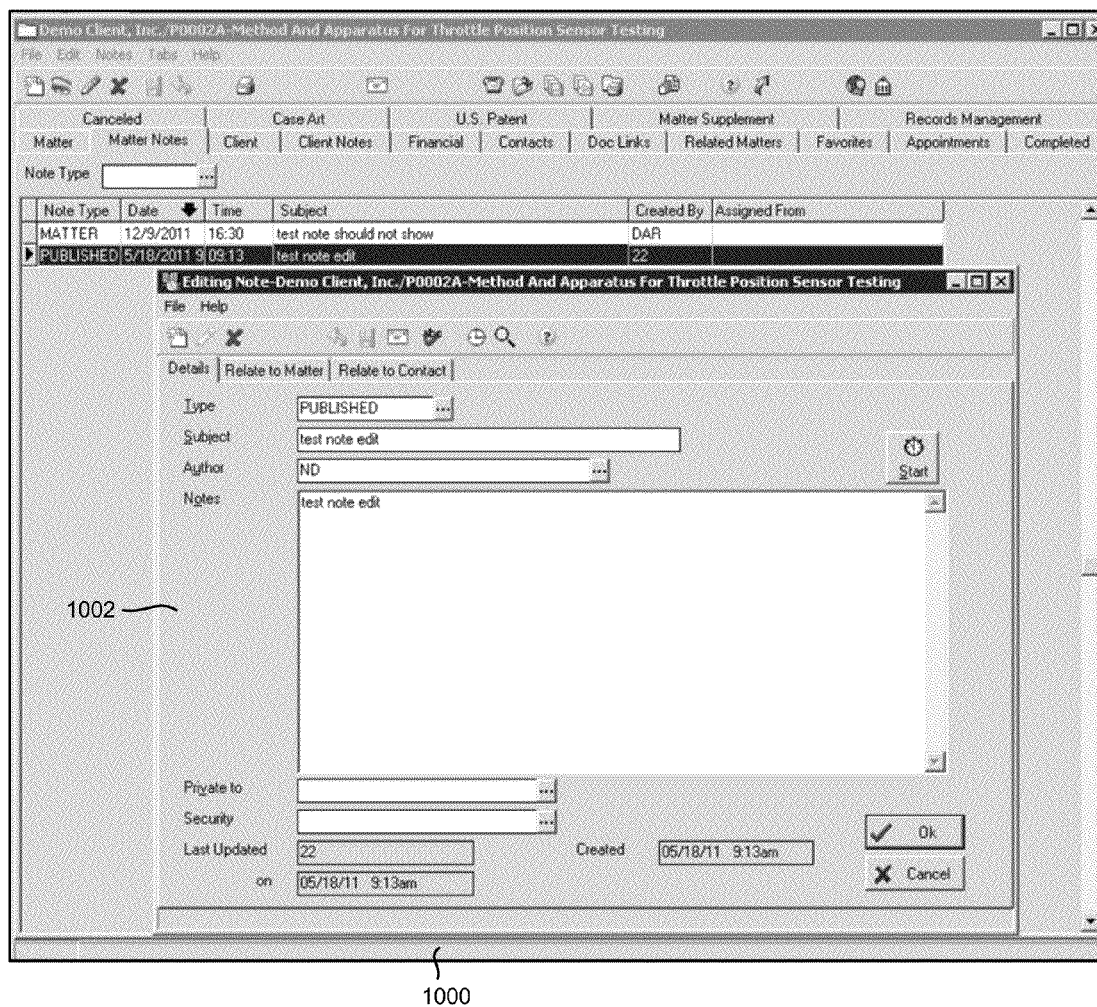 Demo Client, Inc./P0002A-Method And Apparatus For Throttle Position Sensor Testing
File Edit Notes Tabs Help
Canceled Case Art U.S. Patent Matter Supplement Records Management
Matter Matter Notes Client Client Notes Financial Contacts Doc Links Related Matters Favorites Appointments Completed
Note Type ...
Note Type Date Time Subject Created By Assigned From
MATTER 12/9/2011 16:30 test note should not show DAR
PUBLISHED 5/18/2011 9 09:13 test note edit 22
Editing Note-Demo Client, Inc./P0002A-Method And Apparatus For Throttle Position Sensor Testing
File Help
Details Relate to Matter Relate to Contact
Type PUBLISHED ...
Subject test note edit
Author ND ...
Start
Notes test note edit
1002
Private to ...
Security ...
Ok
Last Updated 22 Created 05/18/11 9:13am
on 05/18/11 9:13am
Cancel
1000